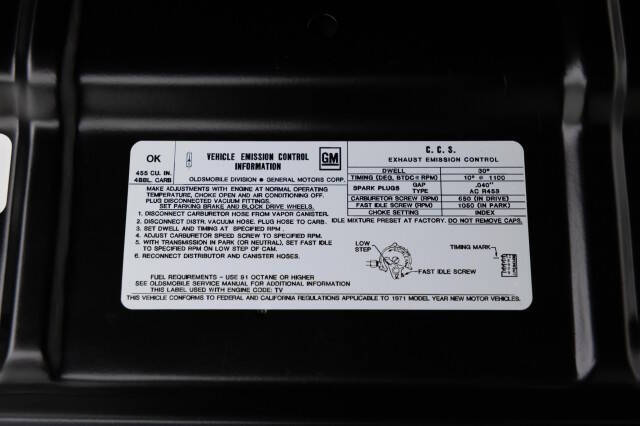 OK
455 CU. IN.
4BBL. CARB
VEHICLE EMISSION CONTROL
INFORMATION
GM
OLDSMOBILE DIVISION • GENERAL MOTORS CORP.
MAKE ADJUSTMENTS WITH ENGINE AT NORMAL OPERATING
TEMPERATURE, CHOKE OPEN AND AIR CONDITIONING OFF.
PLUG DISCONNECTED VACUUM FITTINGS.
SET PARKING BRAKE AND BLOCK DRIVE WHEELS.
1. DISCONNECT CARBURETOR HOSE FROM VAPOR CANISTER.
2. DISCONNECT DISTR. VACUUM HOSE. PLUG HOSE TO CARB.
3. SET DWELL AND TIMING AT SPECIFIED RPM.
4. ADJUST CARBURETOR SPEED SCREW TO SPECIFIED RPM.
5. WITH TRANSMISSION IN PARK (OR NEUTRAL), SET FAST IDLE
TO SPECIFIED RPM ON LOW STEP OF CAM.
6. RECONNECT DISTRIBUTOR AND CANISTER HOSES.
FUEL REQUIREMENTS - USE 91 OCTANE OR HIGHER
SEE OLDSMOBILE SERVICE MANUAL FOR ADDITIONAL INFORMATION
THIS LABEL USED WITH ENGINE CODE: TV
THIS VEHICLE CONFORMS TO FEDERAL AND CALIFORNIA REGULATIONS APPLICABLE TO 1971 MODEL YEAR NEW MOTOR VEHICLES.
C. C. S.
EXHAUST EMISSION CONTROL
DWELL 30°
TIMING (DEG. BTDC @ RPM) 10° @ 1100
SPARK PLUGS GAP .040"
TYPE AC R46S
CARBURETOR SCREW (RPM) 650 (IN DRIVE)
FAST IDLE SCREW (RPM) 1050 (IN PARK)
CHOKE SETTING INDEX
IDLE MIXTURE PRESET AT FACTORY. DO NOT REMOVE CAPS.
LOW
STEP
FAST IDLE SCREW
TIMING MARK